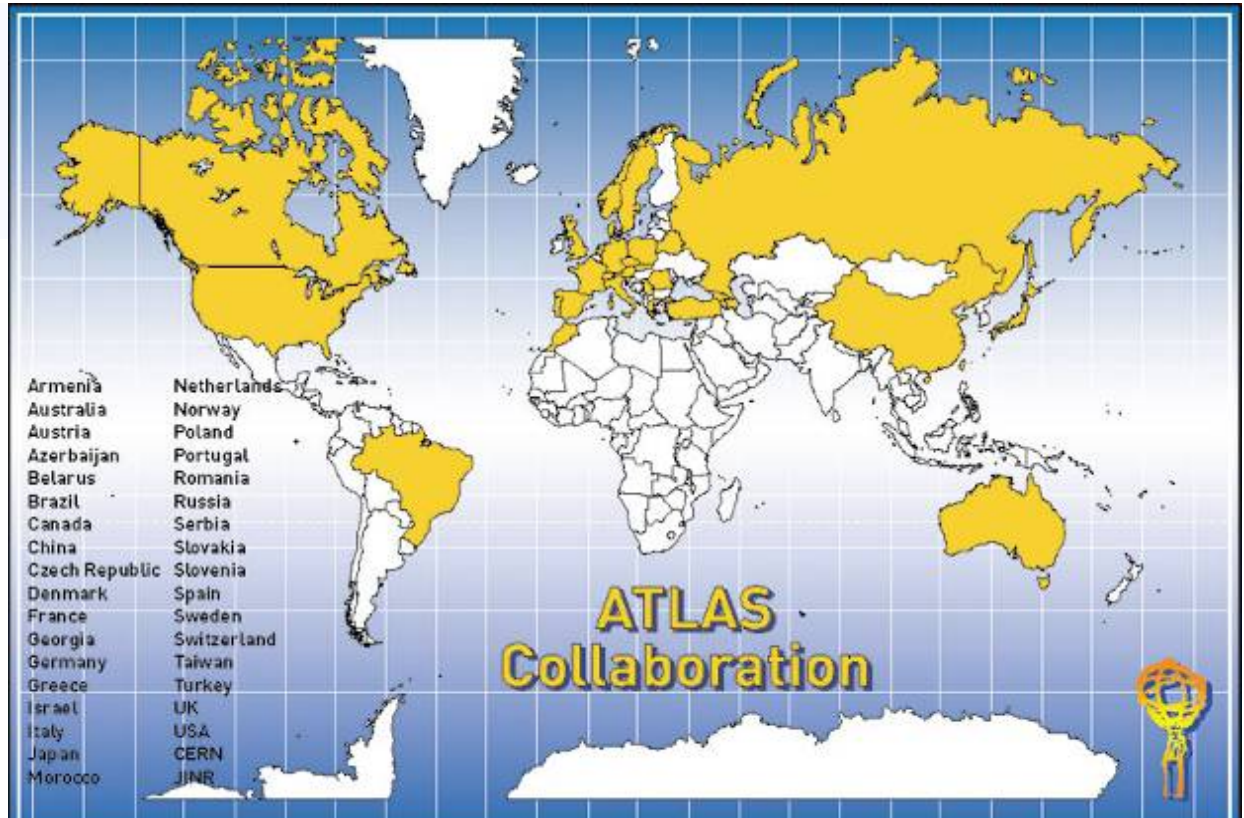 Armenia
Australia
Austria
Azerbaijan
Belarus
Brazil
Canada
China
Czech Republic
Denmark
France
Georgia
Germany
Greece
Israel
Italy
Japan
Morocco
Netherlands
Norway
Poland
Portugal
Romania
Russia
Serbia
Slovakia
Slovenia
Spain
Sweden
Switzerland
Taiwan
Turkey
UK
USA
CERN
JINR
ATLAS
Collaboration